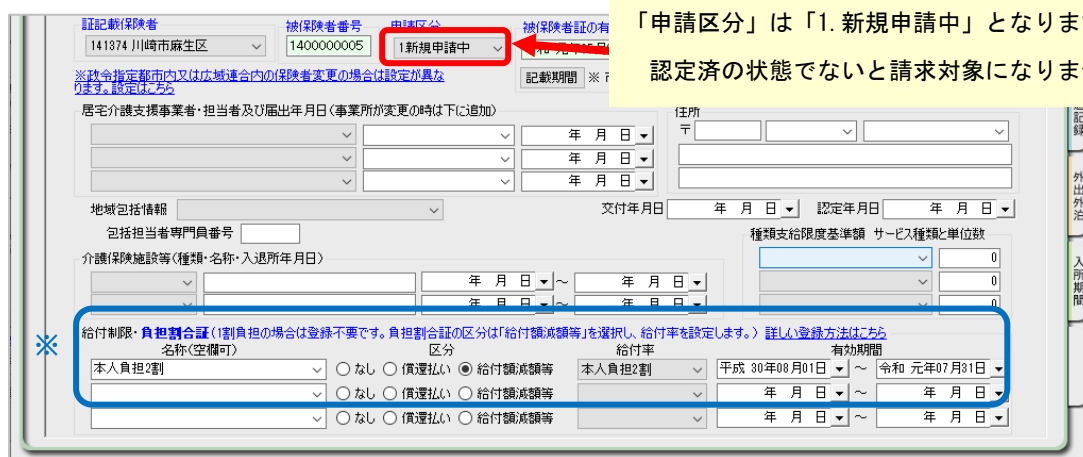 「申請区分」は「1.新規申請中」となりま
認定済の状態でないと請求対象になりま
証記載保険者 被保険者番号 申請区分 被保険者証の有
141374 川崎市麻生区 1400000005 1新規申請中
※政令指定都市内又は広域連合内の保険者変更の場合は設定が異な
ります。設定はこちら
記載期間 ※
居宅介護支援事業者・担当者及び届出年月日(事業所が変更の時は下に追加)
住所
年 月 日 〒
年 月 日
年 月 日
地域包括情報 交付年月日 年 月 日 認定年月日 年 月 日
包括担当者専門員番号 種類支給限度基準額 サービス種類と単位数
0
介護保険施設等(種類・名称・入退所年月日)
年 月 日 ~ 年 月 日 0
年 月 日 ~ 年 月 日 0
※
給付制限・負担割合証(1割負担の場合は登録不要です。負担割合証の区分は「給付額減額等」を選択し、給付率を設定します。) 詳しい登録方法はこちら
名称(空欄可) 区分 給付率 有効期間
本人負担2割 なし 償還払い 給付額減額等 本人負担2割 平成 30年08月01日 ~ 令和 元年07月31日
なし 償還払い 給付額減額等 年 月 日 ~ 年 月 日
なし 償還払い 給付額減額等 年 月 日 ~ 年 月 日
記録
外出外泊
入所期間